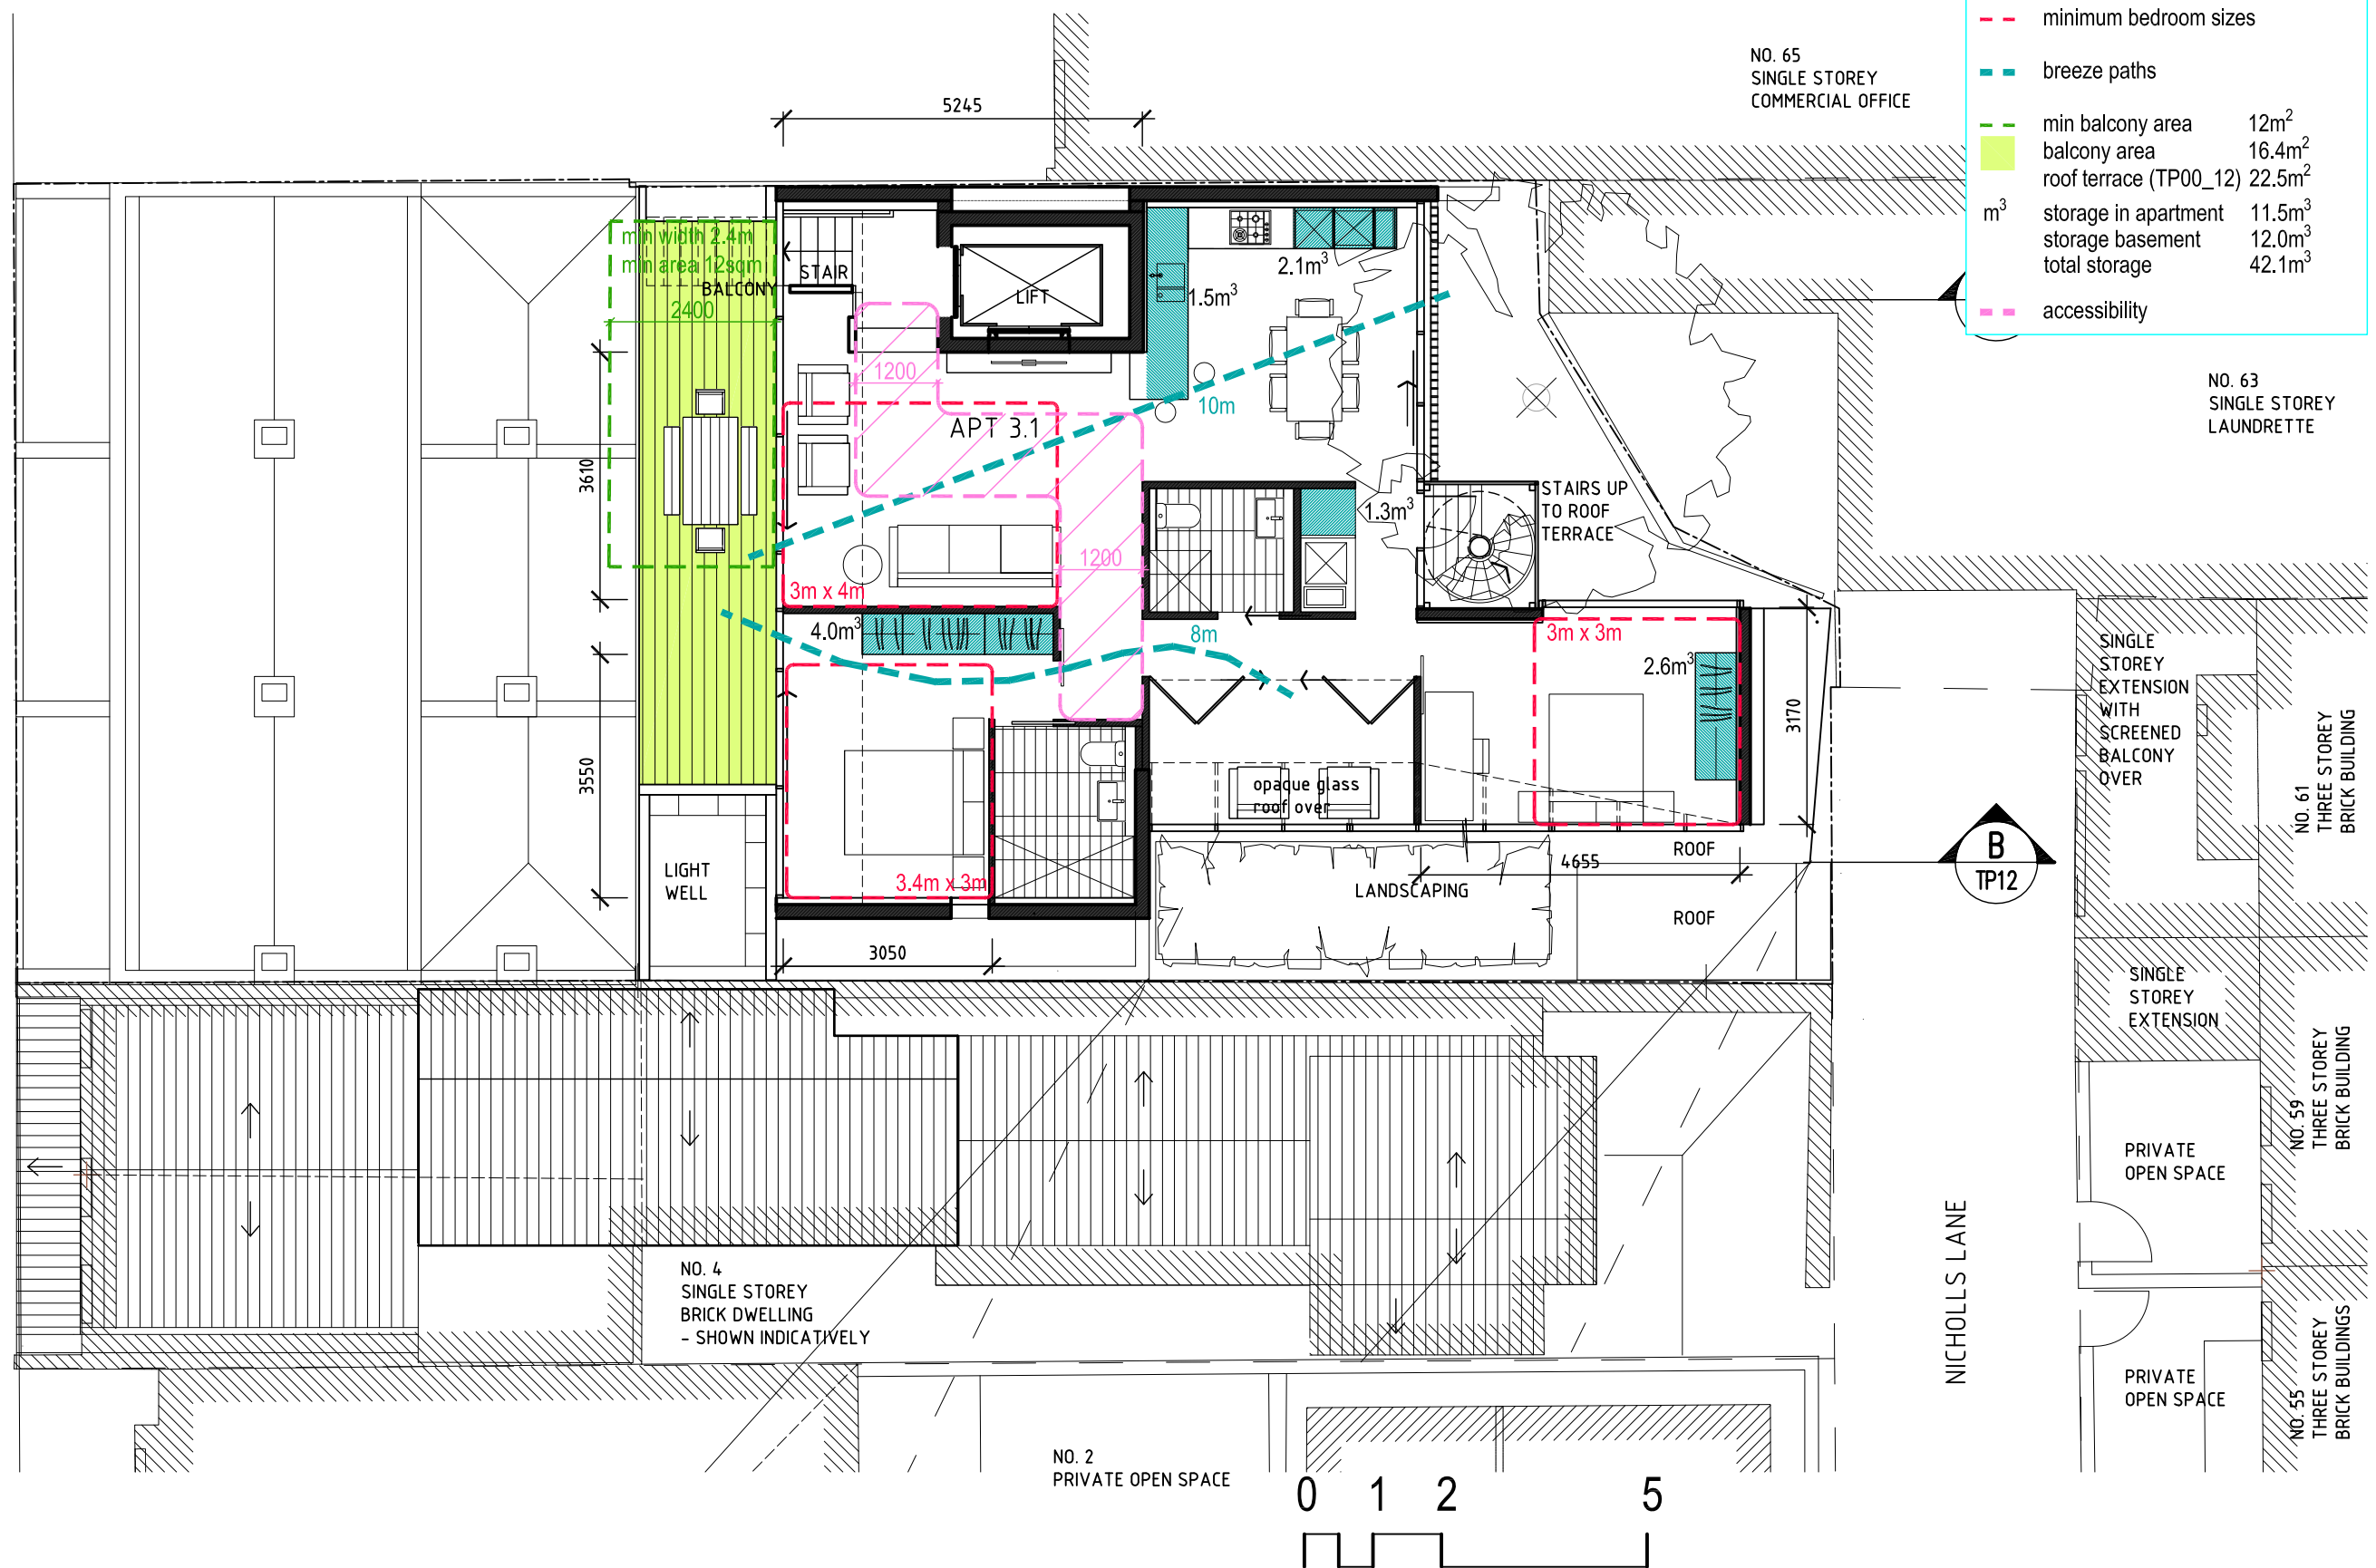 minimum bedroom sizes
breeze paths
min balcony area 12m²
balcony area 16.4m²
roof terrace (TP00_12) 22.5m²
m³ storage in apartment 11.5m³
storage basement 12.0m³
total storage 42.1m³
accessibility
NO. 65
SINGLE STOREY
COMMERCIAL OFFICE
5245
min width 2.4m
min area 12sqm
BALCONY
2400
STAIR
LIFT
2.1m³
1.5m³
1200
10m
APT 3.1
NO. 63
SINGLE STOREY
LAUNDRETTE
3610
1.3m³
STAIRS UP
TO ROOF
TERRACE
1200
3m x 4m
4.0m³
8m
3m x 3m
2.6m³
3170
SINGLE
STOREY
EXTENSION
WITH
SCREENED
BALCONY
OVER
NO. 61
THREE STOREY
BRICK BUILDING
3550
opaque glass
roof over
LIGHT
WELL
3.4m x 3m
LANDSCAPING
4655
ROOF
ROOF
B
TP12
3050
SINGLE
STOREY
EXTENSION
NO. 59
THREE STOREY
BRICK BUILDING
PRIVATE
OPEN SPACE
NICHOLLS LANE
NO. 4
SINGLE STOREY
BRICK DWELLING
- SHOWN INDICATIVELY
PRIVATE
OPEN SPACE
NO. 55
THREE STOREY
BRICK BUILDINGS
NO. 2
PRIVATE OPEN SPACE
0 1 2 5